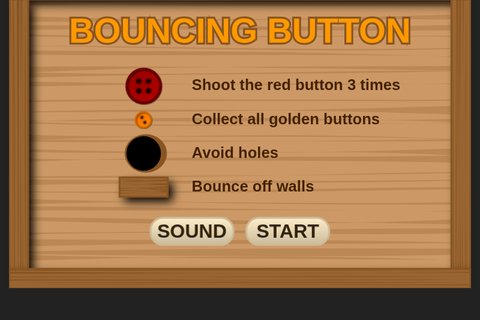 BOUNCING BUTTON
Shoot the red button 3 times
Collect all golden buttons
Avoid holes
Bounce off walls
SOUND START